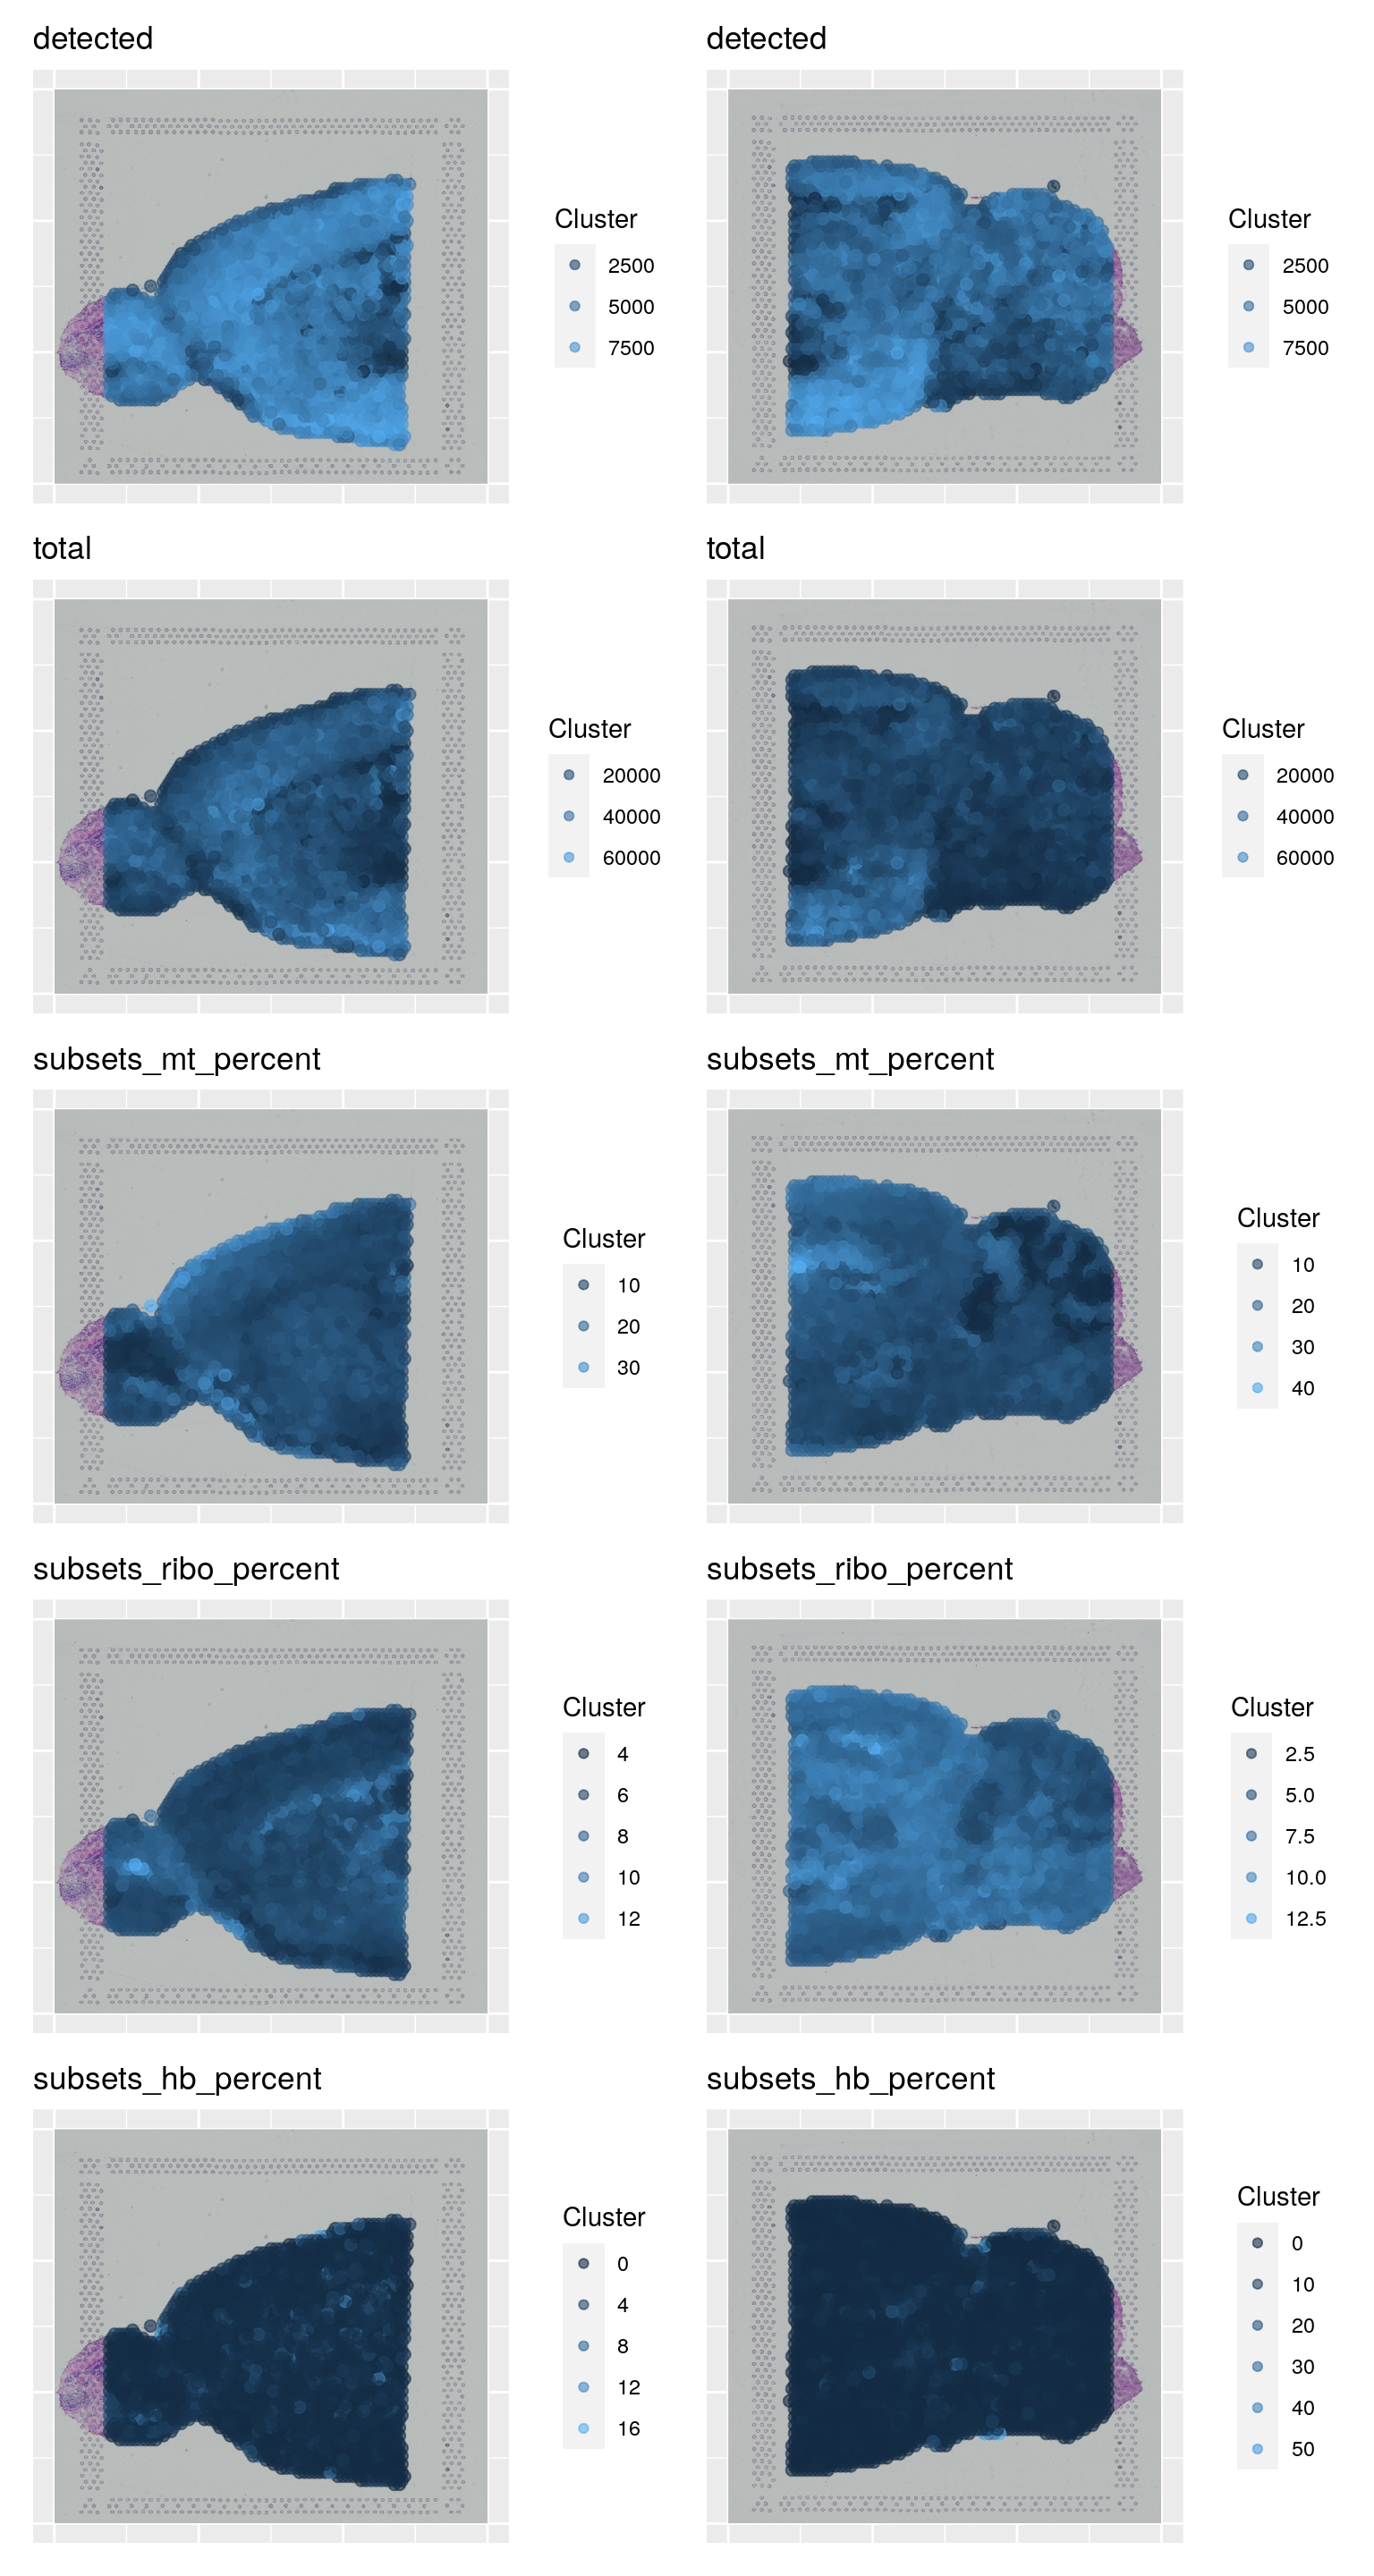 detected
Cluster
2500
5000
7500
detected
Cluster
2500
5000
7500
total
Cluster
20000
40000
60000
total
Cluster
20000
40000
60000
subsets_mt_percent
Cluster
10
20
30
subsets_mt_percent
Cluster
10
20
30
40
subsets_ribo_percent
Cluster
4
6
8
10
12
subsets_ribo_percent
Cluster
2.5
5.0
7.5
10.0
12.5
subsets_hb_percent
Cluster
0
4
8
12
16
subsets_hb_percent
Cluster
0
10
20
30
40
50